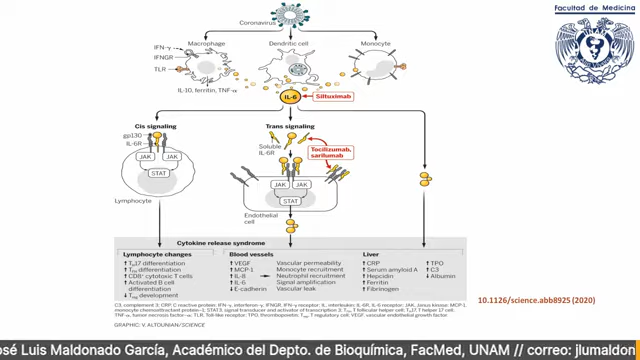 Facultad de Medicina
Coronavirus
Macrophage
Dendritic cell
Monocyte
IFN-γ
IFNGR
TLR
IL-10, ferritin, TNF-α
IL-6
Siltuximab
Cis signaling
Trans signaling
gp130
IL-6R
Soluble
IL-6R
Tocilizumab,
sarilumab
JAK
JAK
STAT
JAK
JAK
STAT
Lymphocyte
Endothelial
cell
Cytokine release syndrome
Lymphocyte changes
↑ TH17 differentiation
↑ TFH differentiation
↑ CD8+ cytotoxic T cells
↑ Activated B cell
differentiation
↓ Treg development
Blood vessels
↑ VEGF
↑ MCP-1
↑ IL-8
↑ IL-6
↓ E-cadherin
Vascular permeability
Monocyte recruitment
Neutrophil recruitment
Signal amplification
Vascular leak
Liver
↑ CRP
↑ Serum amyloid A
↑ Hepcidin
↑ Ferritin
↑ Fibrinogen
↑ TPO
↑ C3
↓ Albumin
GRAPHIC: V. ALTOUNIAN/SCIENCE
10.1126/science.abb8925 (2020)
osé Luis Maldonado García, Académico del Depto. de Bioquímica, FacMed, UNAM // correo: jlumaldon